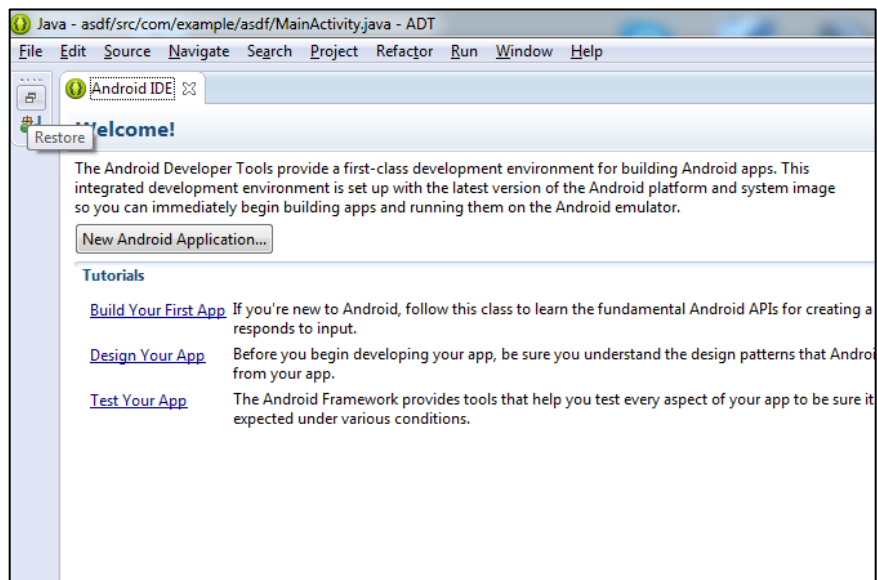 Java - asdf/src/com/example/asdf/MainActivity.java - ADT
File Edit Source Navigate Search Project Refactor Run Window Help
Android IDE
Restore
Welcome!
The Android Developer Tools provide a first-class development environment for building Android apps. This
integrated development environment is set up with the latest version of the Android platform and system image
so you can immediately begin building apps and running them on the Android emulator.
New Android Application...
Tutorials
Build Your First App If you're new to Android, follow this class to learn the fundamental Android APIs for creating a
responds to input.
Design Your App Before you begin developing your app, be sure you understand the design patterns that Androi
from your app.
Test Your App The Android Framework provides tools that help you test every aspect of your app to be sure it
expected under various conditions.